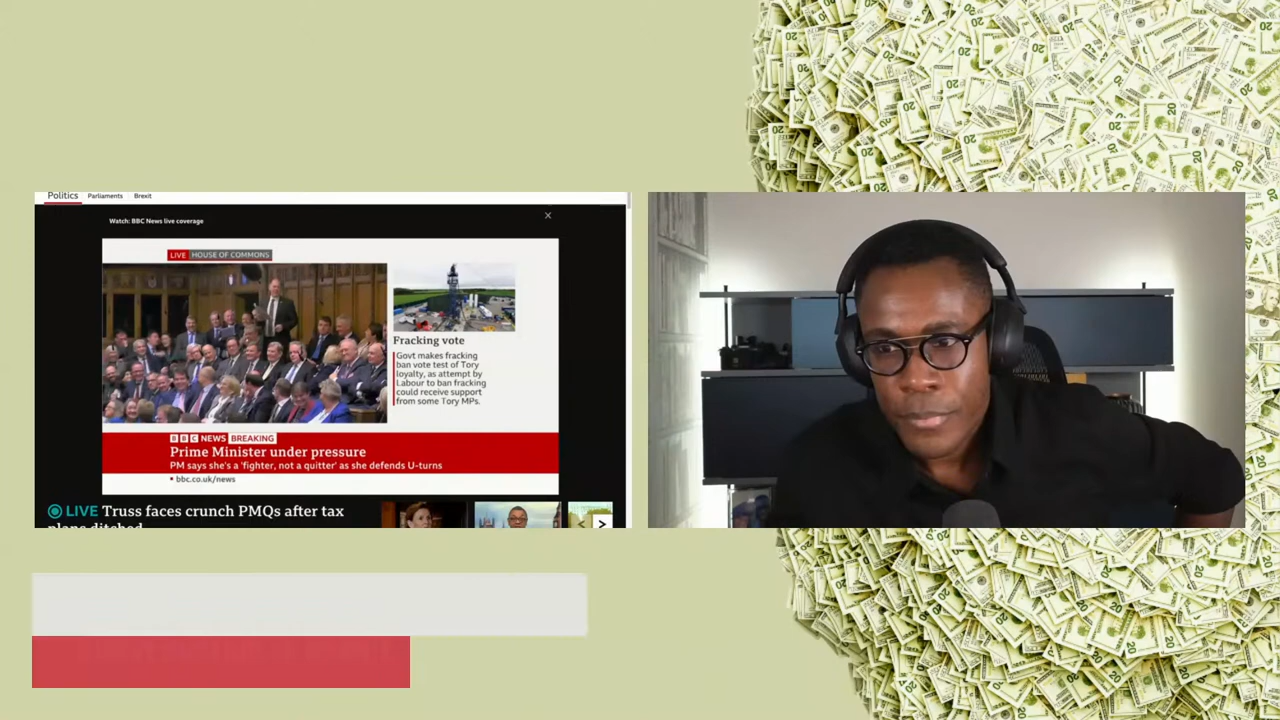 Politics Parliaments Brexit
Watch: BBC News live coverage
LIVE HOUSE OF COMMONS
Fracking vote
Govt makes fracking
ban vote test of Tory
loyalty, as attempt by
Labour to ban fracking
could receive support
from some Tory MPs.
BBC NEWS BREAKING
Prime Minister under pressure
PM says she's a 'fighter, not a quitter' as she defends U-turns
bbc.co.uk/news
LIVE Truss faces crunch PMQs after tax
plans ditched
20